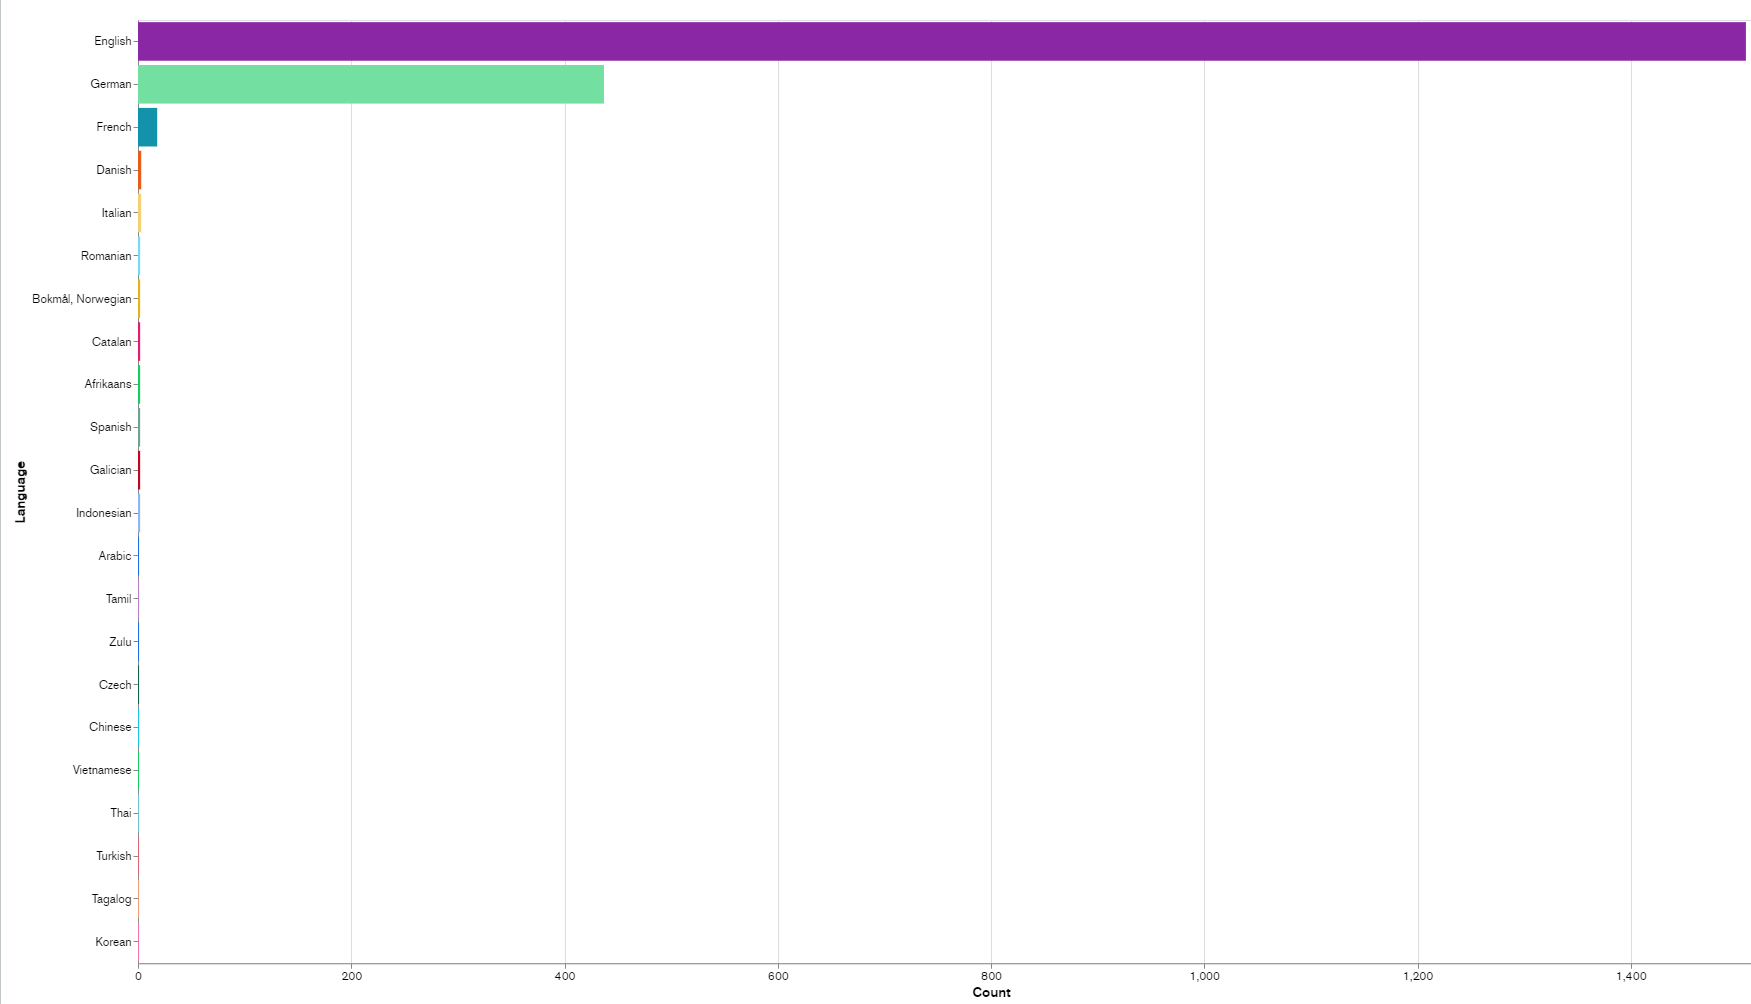 English
German
French
Danish
Italian
Romanian
Bokmål, Norwegian
Catalan
Afrikaans
Spanish
Galician
Indonesian
Arabic
Tamil
Zulu
Czech
Chinese
Vietnamese
Thai
Turkish
Tagalog
Korean
Language
0 200 400 600 800 1,000 1,200 1,400
Count